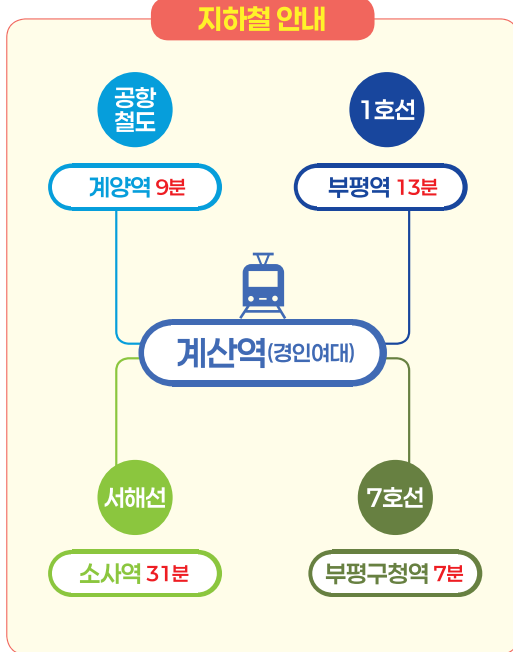 지하철 안내
공항
철도
1호선
계양역 9분
부평역 13분
계산역(경인여대)
서해선
7호선
소사역 31분
부평구청역 7분